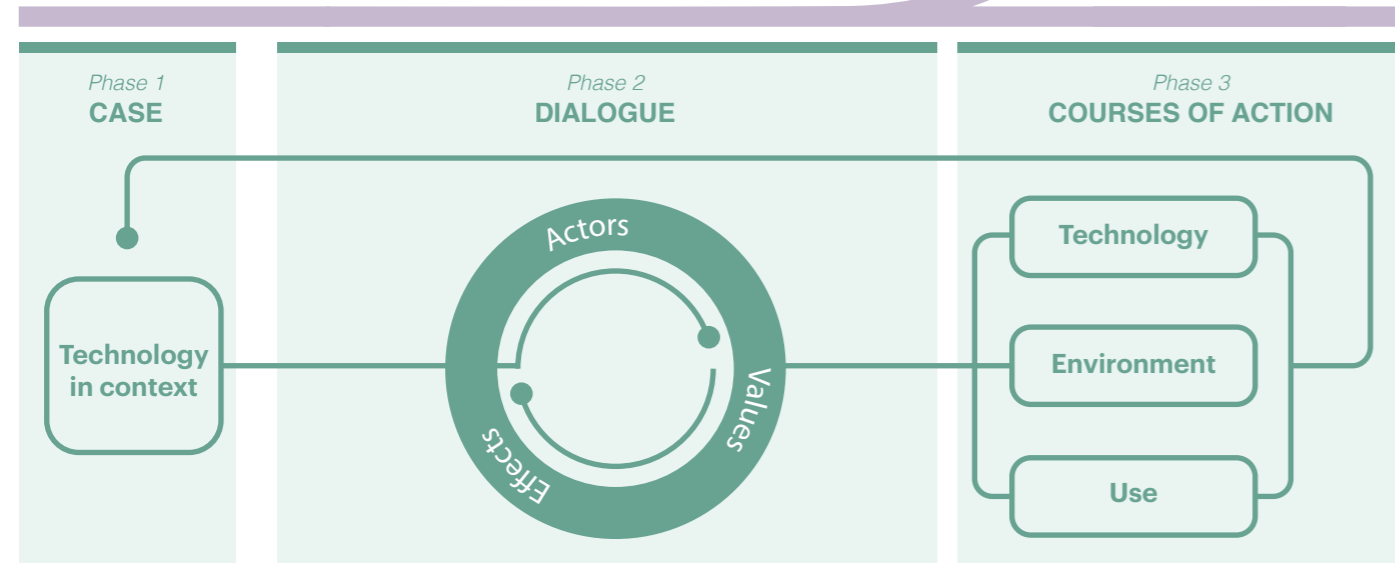 Phase 1
CASE
Phase 2
DIALOGUE
Phase 3
COURSES OF ACTION
Technology
in context
Actors
Values
Effects
Technology
Environment
Use